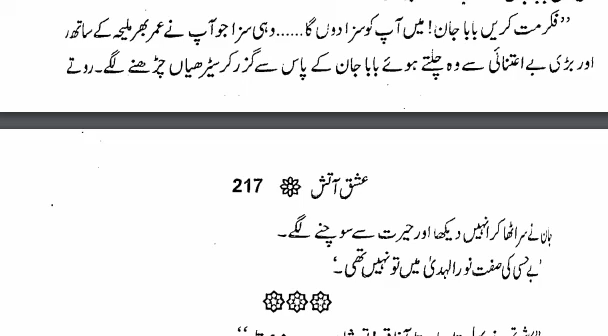 ”فکر مت کریں بابا جان! میں آپ کو سزا دوں گا......وہی سزا جو آپ نے عمر بھر ملیحہ کے ساتھ
اور بڑی بے اعتنائی سے وہ چلتے ہوئے بابا جان کے پاس سے گزر کر سیڑھیاں چڑھنے لگے۔ روتے
عشق آتش ❁ 217
جان نے سر اٹھا کر انہیں دیکھا اور حیرت سے سوچنے لگے۔
'بے حسی کی صفت نور الہدیٰ میں تو نہیں تھی۔'